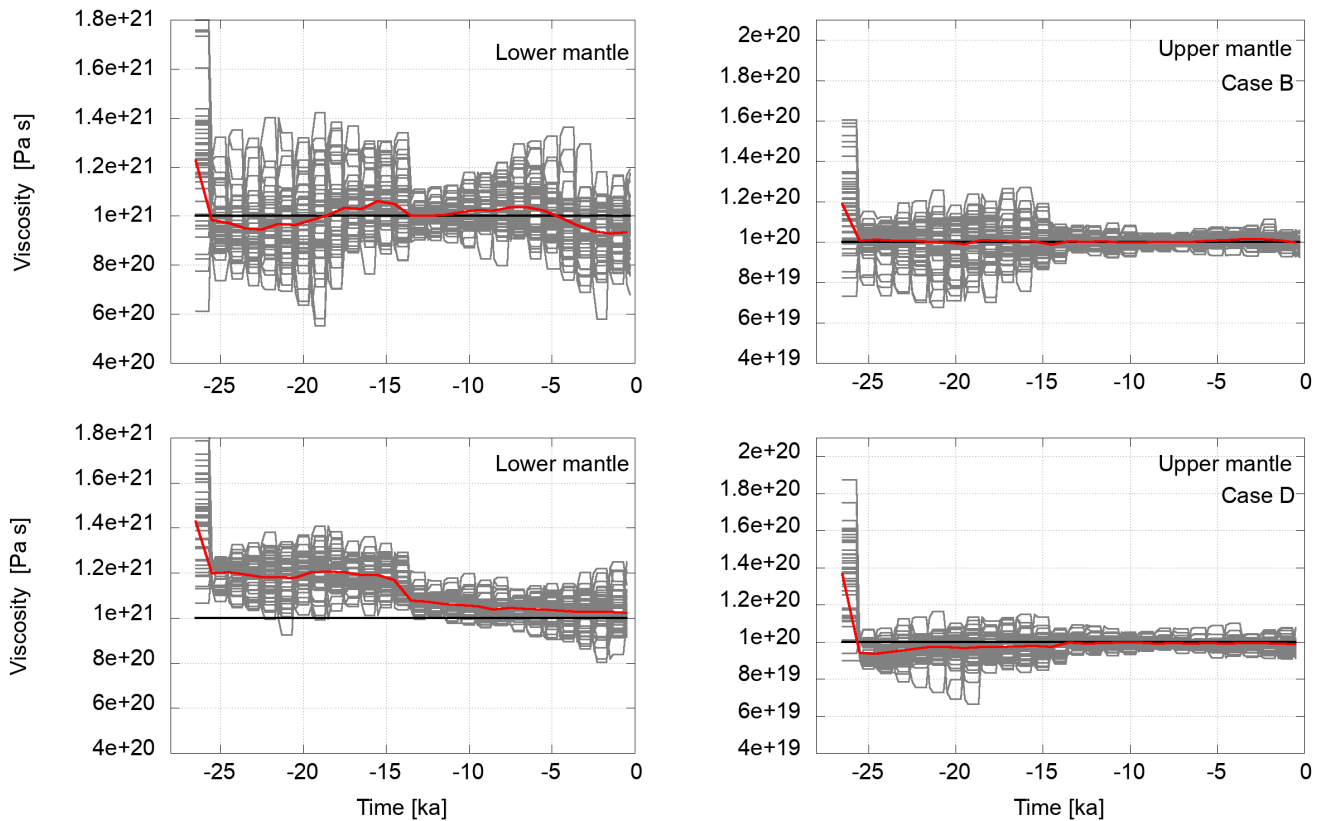 1.8e+21
1.6e+21
1.4e+21
1.2e+21
1e+21
8e+20
6e+20
4e+20
Viscosity [Pa s]
Lower mantle
-25 -20 -15 -10 -5 0
2e+20
1.8e+20
1.6e+20
1.4e+20
1.2e+20
1e+20
8e+19
6e+19
4e+19
Upper mantle
Case B
-25 -20 -15 -10 -5 0
1.8e+21
1.6e+21
1.4e+21
1.2e+21
1e+21
8e+20
6e+20
4e+20
Viscosity [Pa s]
Lower mantle
-25 -20 -15 -10 -5 0
Time [ka]
2e+20
1.8e+20
1.6e+20
1.4e+20
1.2e+20
1e+20
8e+19
6e+19
4e+19
Upper mantle
Case D
-25 -20 -15 -10 -5 0
Time [ka]